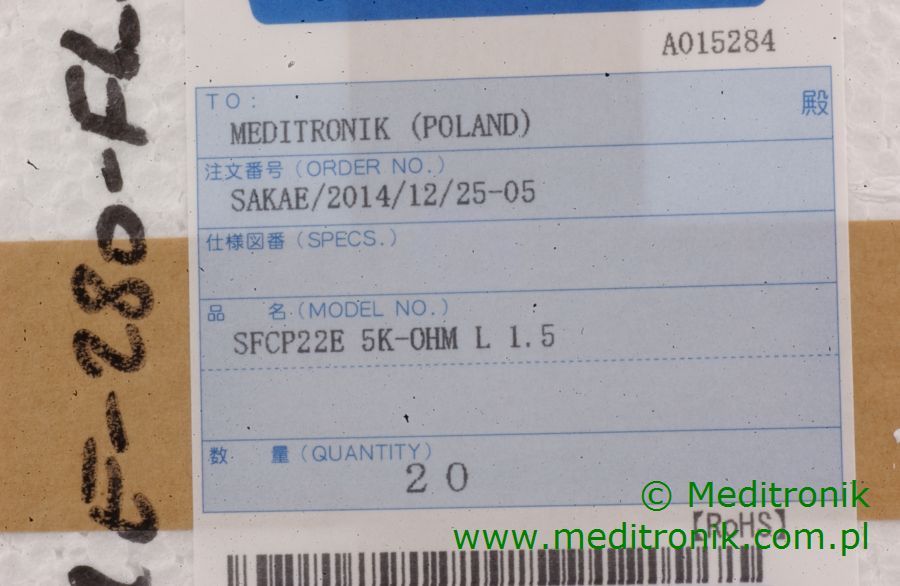 A015284
TO:
殿
MEDITRONIK (POLAND)
注文番号(ORDER NO.)
SAKAE/2014/12/25-05
仕様図番(SPECS.)
品 名(MODEL NO.)
SFCP22E 5K-OHM L 1.5
数 量(QUANTITY)
20
© Meditronik
【RoHS】
www.meditronik.com.pl
-280-FL